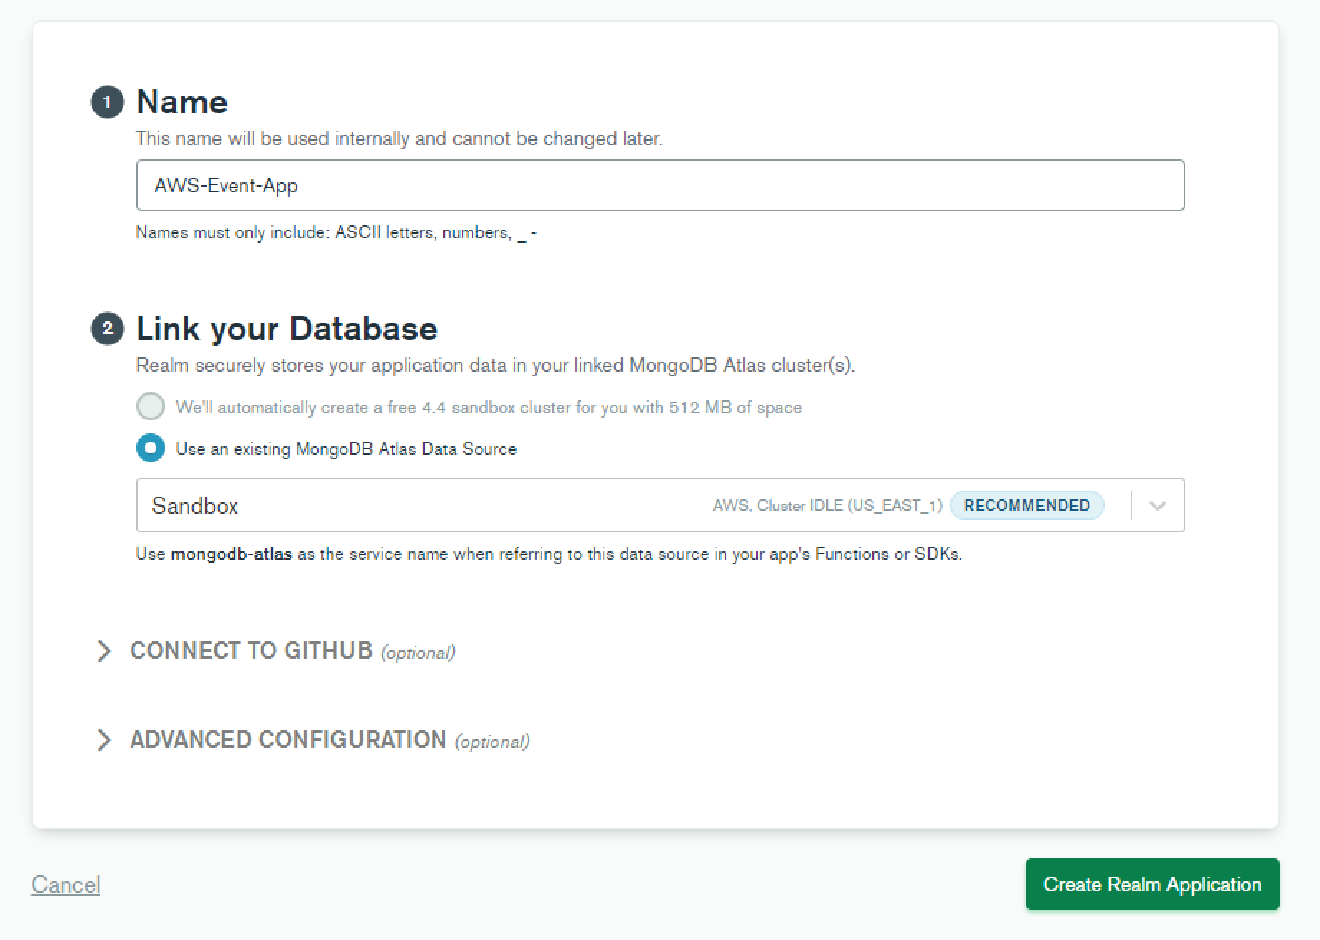 1 Name
This name will be used internally and cannot be changed later.
AWS-Event-App
Names must only include: ASCII letters, numbers, _ -
2 Link your Database
Realm securely stores your application data in your linked MongoDB Atlas cluster(s).
We'll automatically create a free 4.4 sandbox cluster for you with 512 MB of space
Use an existing MongoDB Atlas Data Source
Sandbox AWS, Cluster IDLE (US_EAST_1) RECOMMENDED
Use mongodb-atlas as the service name when referring to this data source in your app's Functions or SDKs.
CONNECT TO GITHUB (optional)
ADVANCED CONFIGURATION (optional)
Cancel Create Realm Application